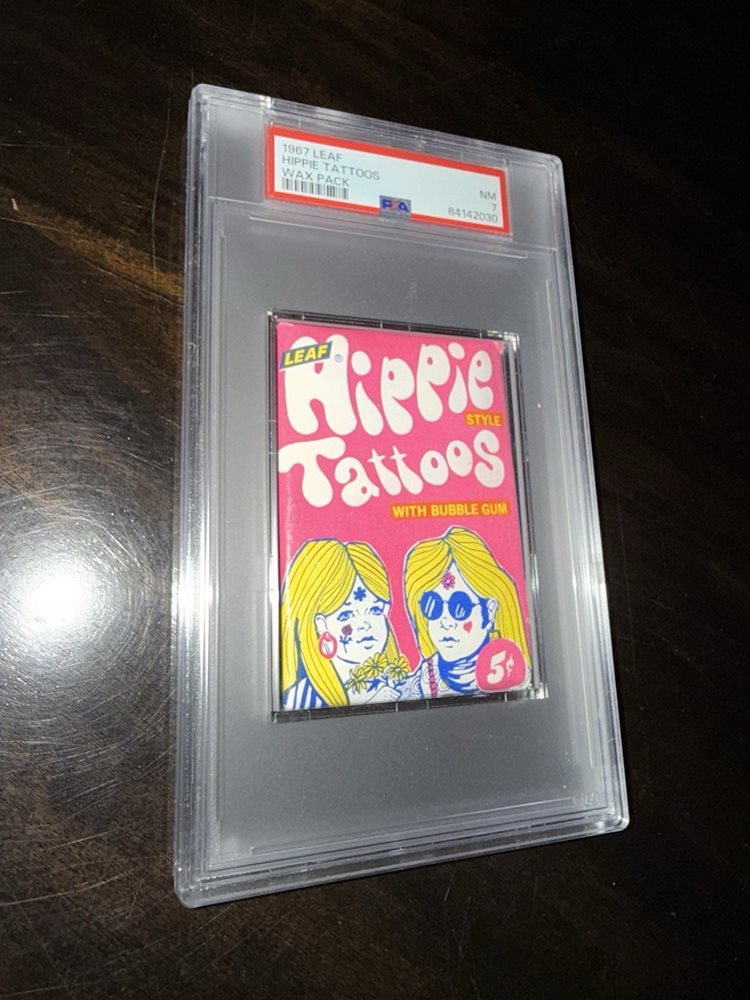 1967 LEAF
HIPPIE TATTOOS
WAX PACK
NM
7
PSA
84142030
LEAF ®
Hippie
STYLE
Tattoos
WITH BUBBLE GUM
5¢